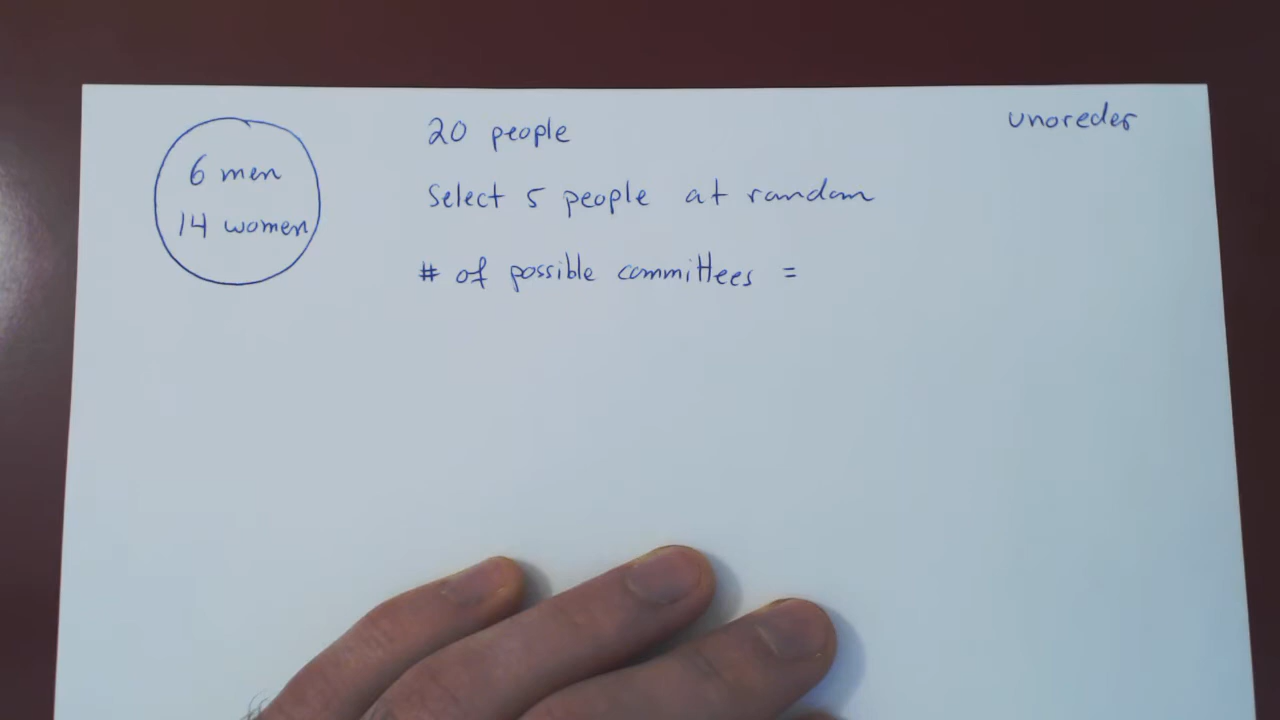 6 men
14 women
20 people
Select 5 people at random
# of possible committees =
unoreder